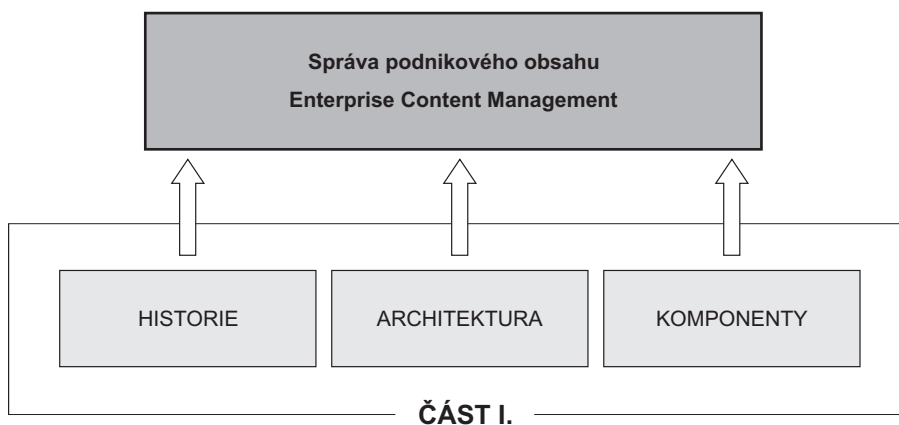 Správa podnikového obsahu
Enterprise Content Management
HISTORIE
ARCHITEKTURA
KOMPONENTY
ČÁST I.